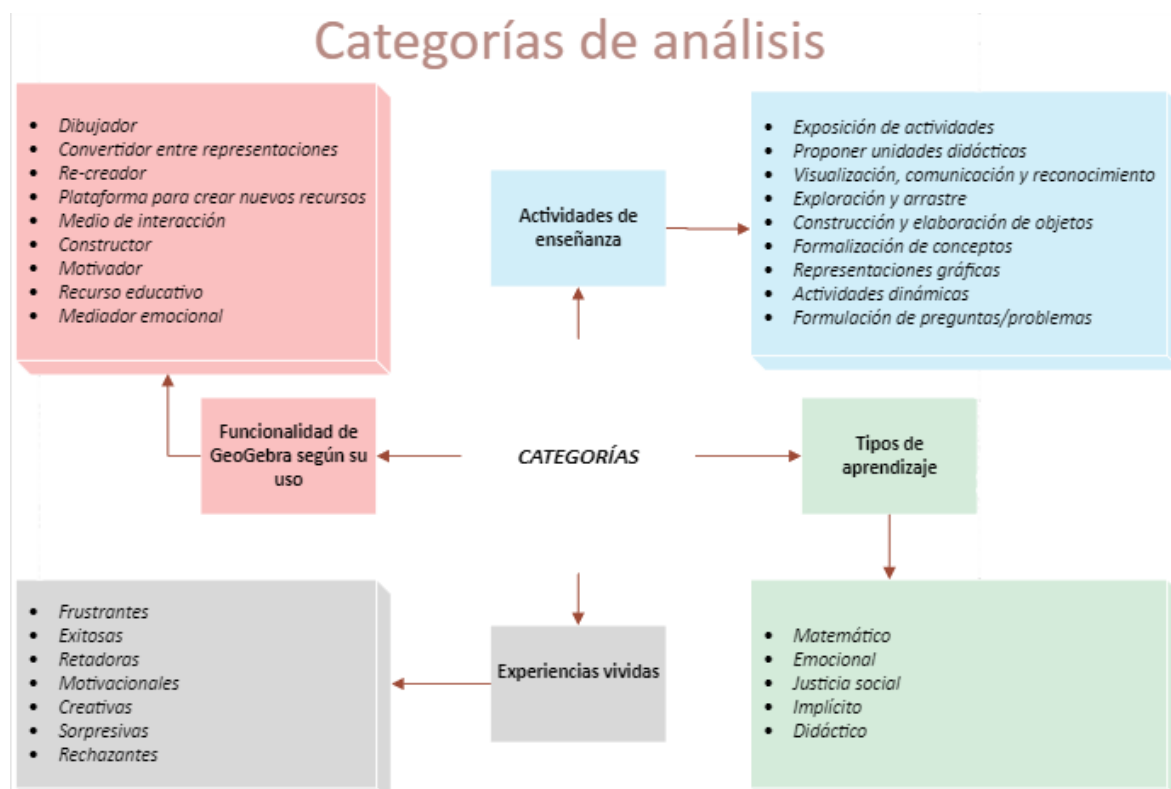 Categorías de análisis
• Dibujador
• Convertidor entre representaciones
• Re-creador
• Plataforma para crear nuevos recursos
• Medio de interacción
• Constructor
• Motivador
• Recurso educativo
• Mediador emocional
Actividades de
enseñanza
• Exposición de actividades
• Proponer unidades didácticas
• Visualización, comunicación y reconocimiento
• Exploración y arrastre
• Construcción y elaboración de objetos
• Formalización de conceptos
• Representaciones gráficas
• Actividades dinámicas
• Formulación de preguntas/problemas
Funcionalidad de
GeoGebra según su
uso
CATEGORÍAS
Tipos de
aprendizaje
• Frustrantes
• Exitosas
• Retadoras
• Motivacionales
• Creativas
• Sorpresivas
• Rechazantes
Experiencias vividas
• Matemático
• Emocional
• Justicia social
• Implícito
• Didáctico